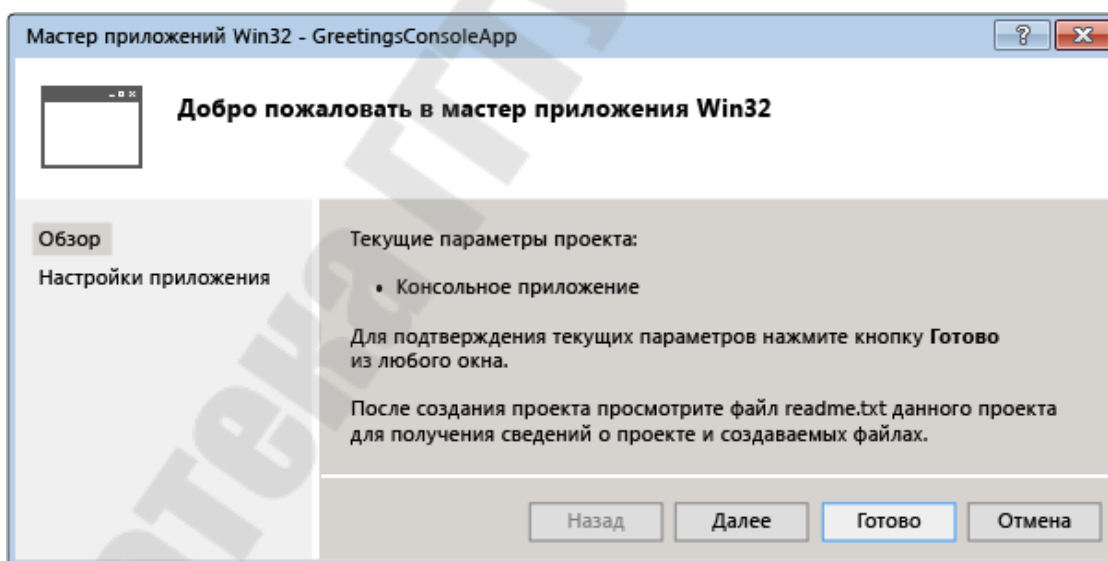 Мастер приложений Win32 - GreetingsConsoleApp
Добро пожаловать в мастер приложения Win32
Обзор
Настройки приложения
Текущие параметры проекта:
• Консольное приложение
Для подтверждения текущих параметров нажмите кнопку Готово
из любого окна.
После создания проекта просмотрите файл readme.txt данного проекта
для получения сведений о проекте и создаваемых файлах.
Назад Далее Готово Отмена